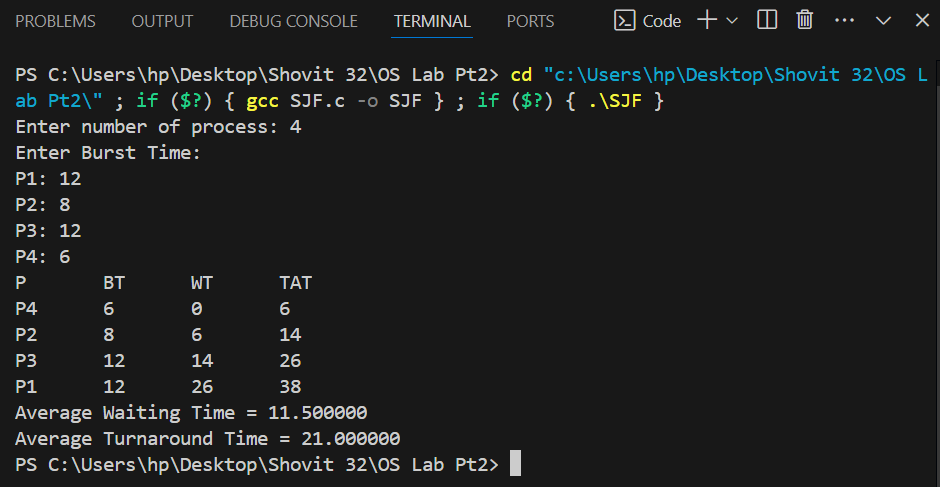 PROBLEMS OUTPUT DEBUG CONSOLE TERMINAL PORTS Code
PS C:\Users\hp\Desktop\Shovit 32\OS Lab Pt2> cd "c:\Users\hp\Desktop\Shovit 32\OS L
ab Pt2\" ; if ($?) { gcc SJF.c -o SJF } ; if ($?) { .\SJF }
Enter number of process: 4
Enter Burst Time:
P1: 12
P2: 8
P3: 12
P4: 6
P BT WT TAT
P4 6 0 6
P2 8 6 14
P3 12 14 26
P1 12 26 38
Average Waiting Time = 11.500000
Average Turnaround Time = 21.000000
PS C:\Users\hp\Desktop\Shovit 32\OS Lab Pt2>